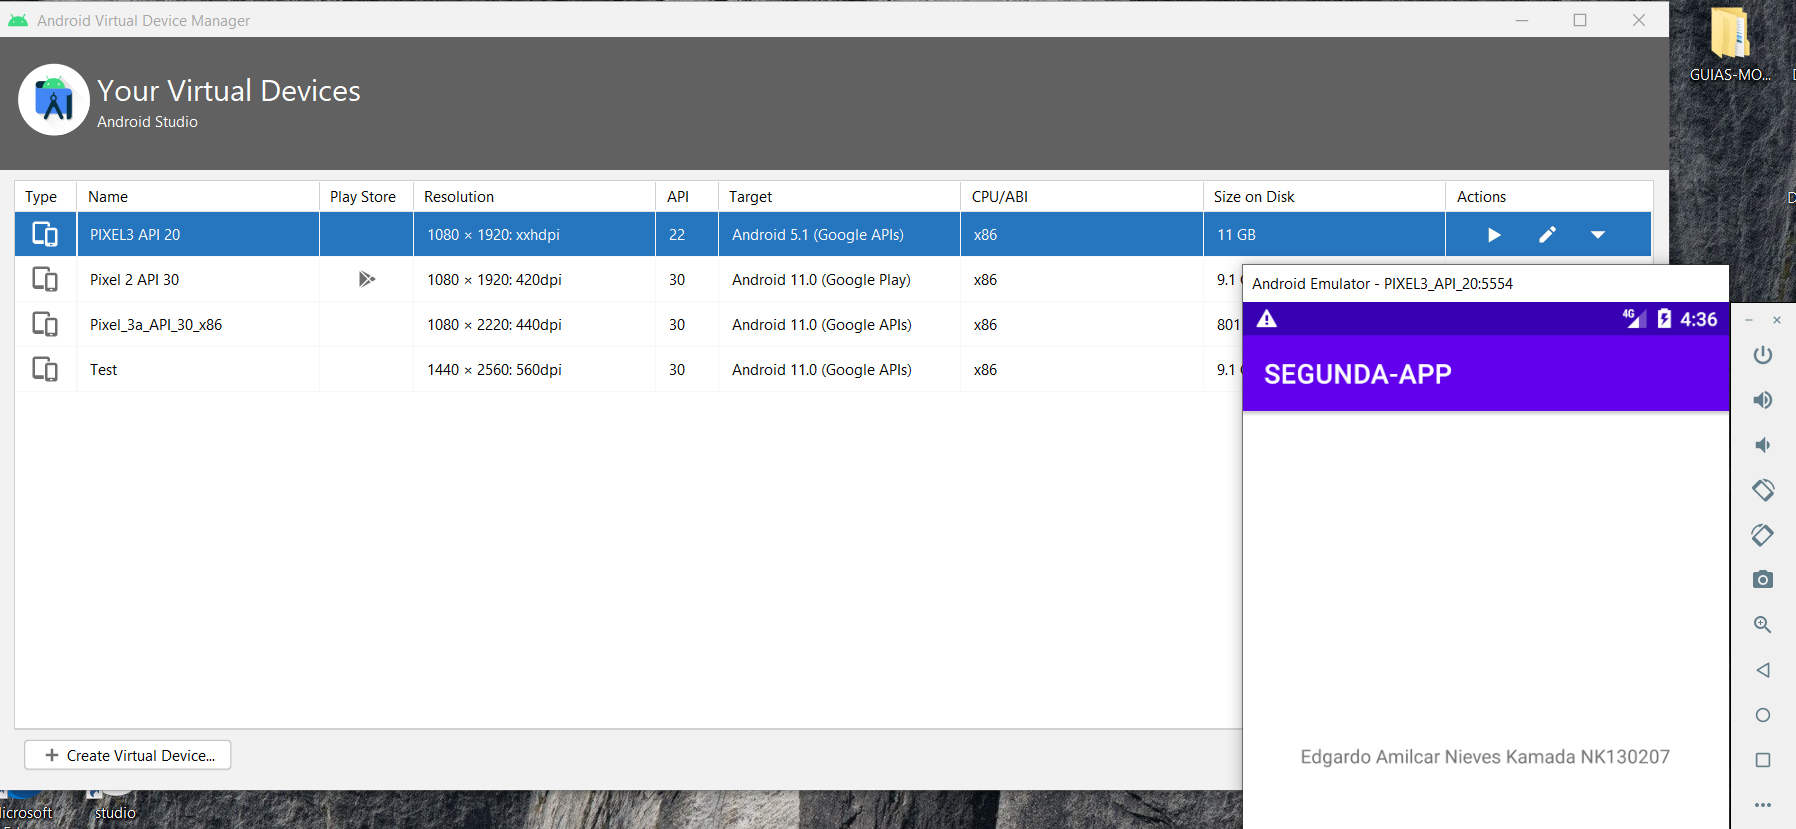 Android Virtual Device Manager
GUIAS-MO...
Your Virtual Devices
Android Studio
Type Name Play Store Resolution API Target CPU/ABI Size on Disk Actions
PIXEL3 API 20 1080 × 1920: xxhdpi 22 Android 5.1 (Google APIs) x86 11 GB
Pixel 2 API 30 1080 × 1920: 420dpi 30 Android 11.0 (Google Play) x86 9.1
Pixel_3a_API_30_x86 1080 × 2220: 440dpi 30 Android 11.0 (Google APIs) x86 801
Test 1440 × 2560: 560dpi 30 Android 11.0 (Google APIs) x86 9.1
Android Emulator - PIXEL3_API_20:5554
4G 4:36
SEGUNDA-APP
Edgardo Amilcar Nieves Kamada NK130207
+ Create Virtual Device...
icrosoft
studio